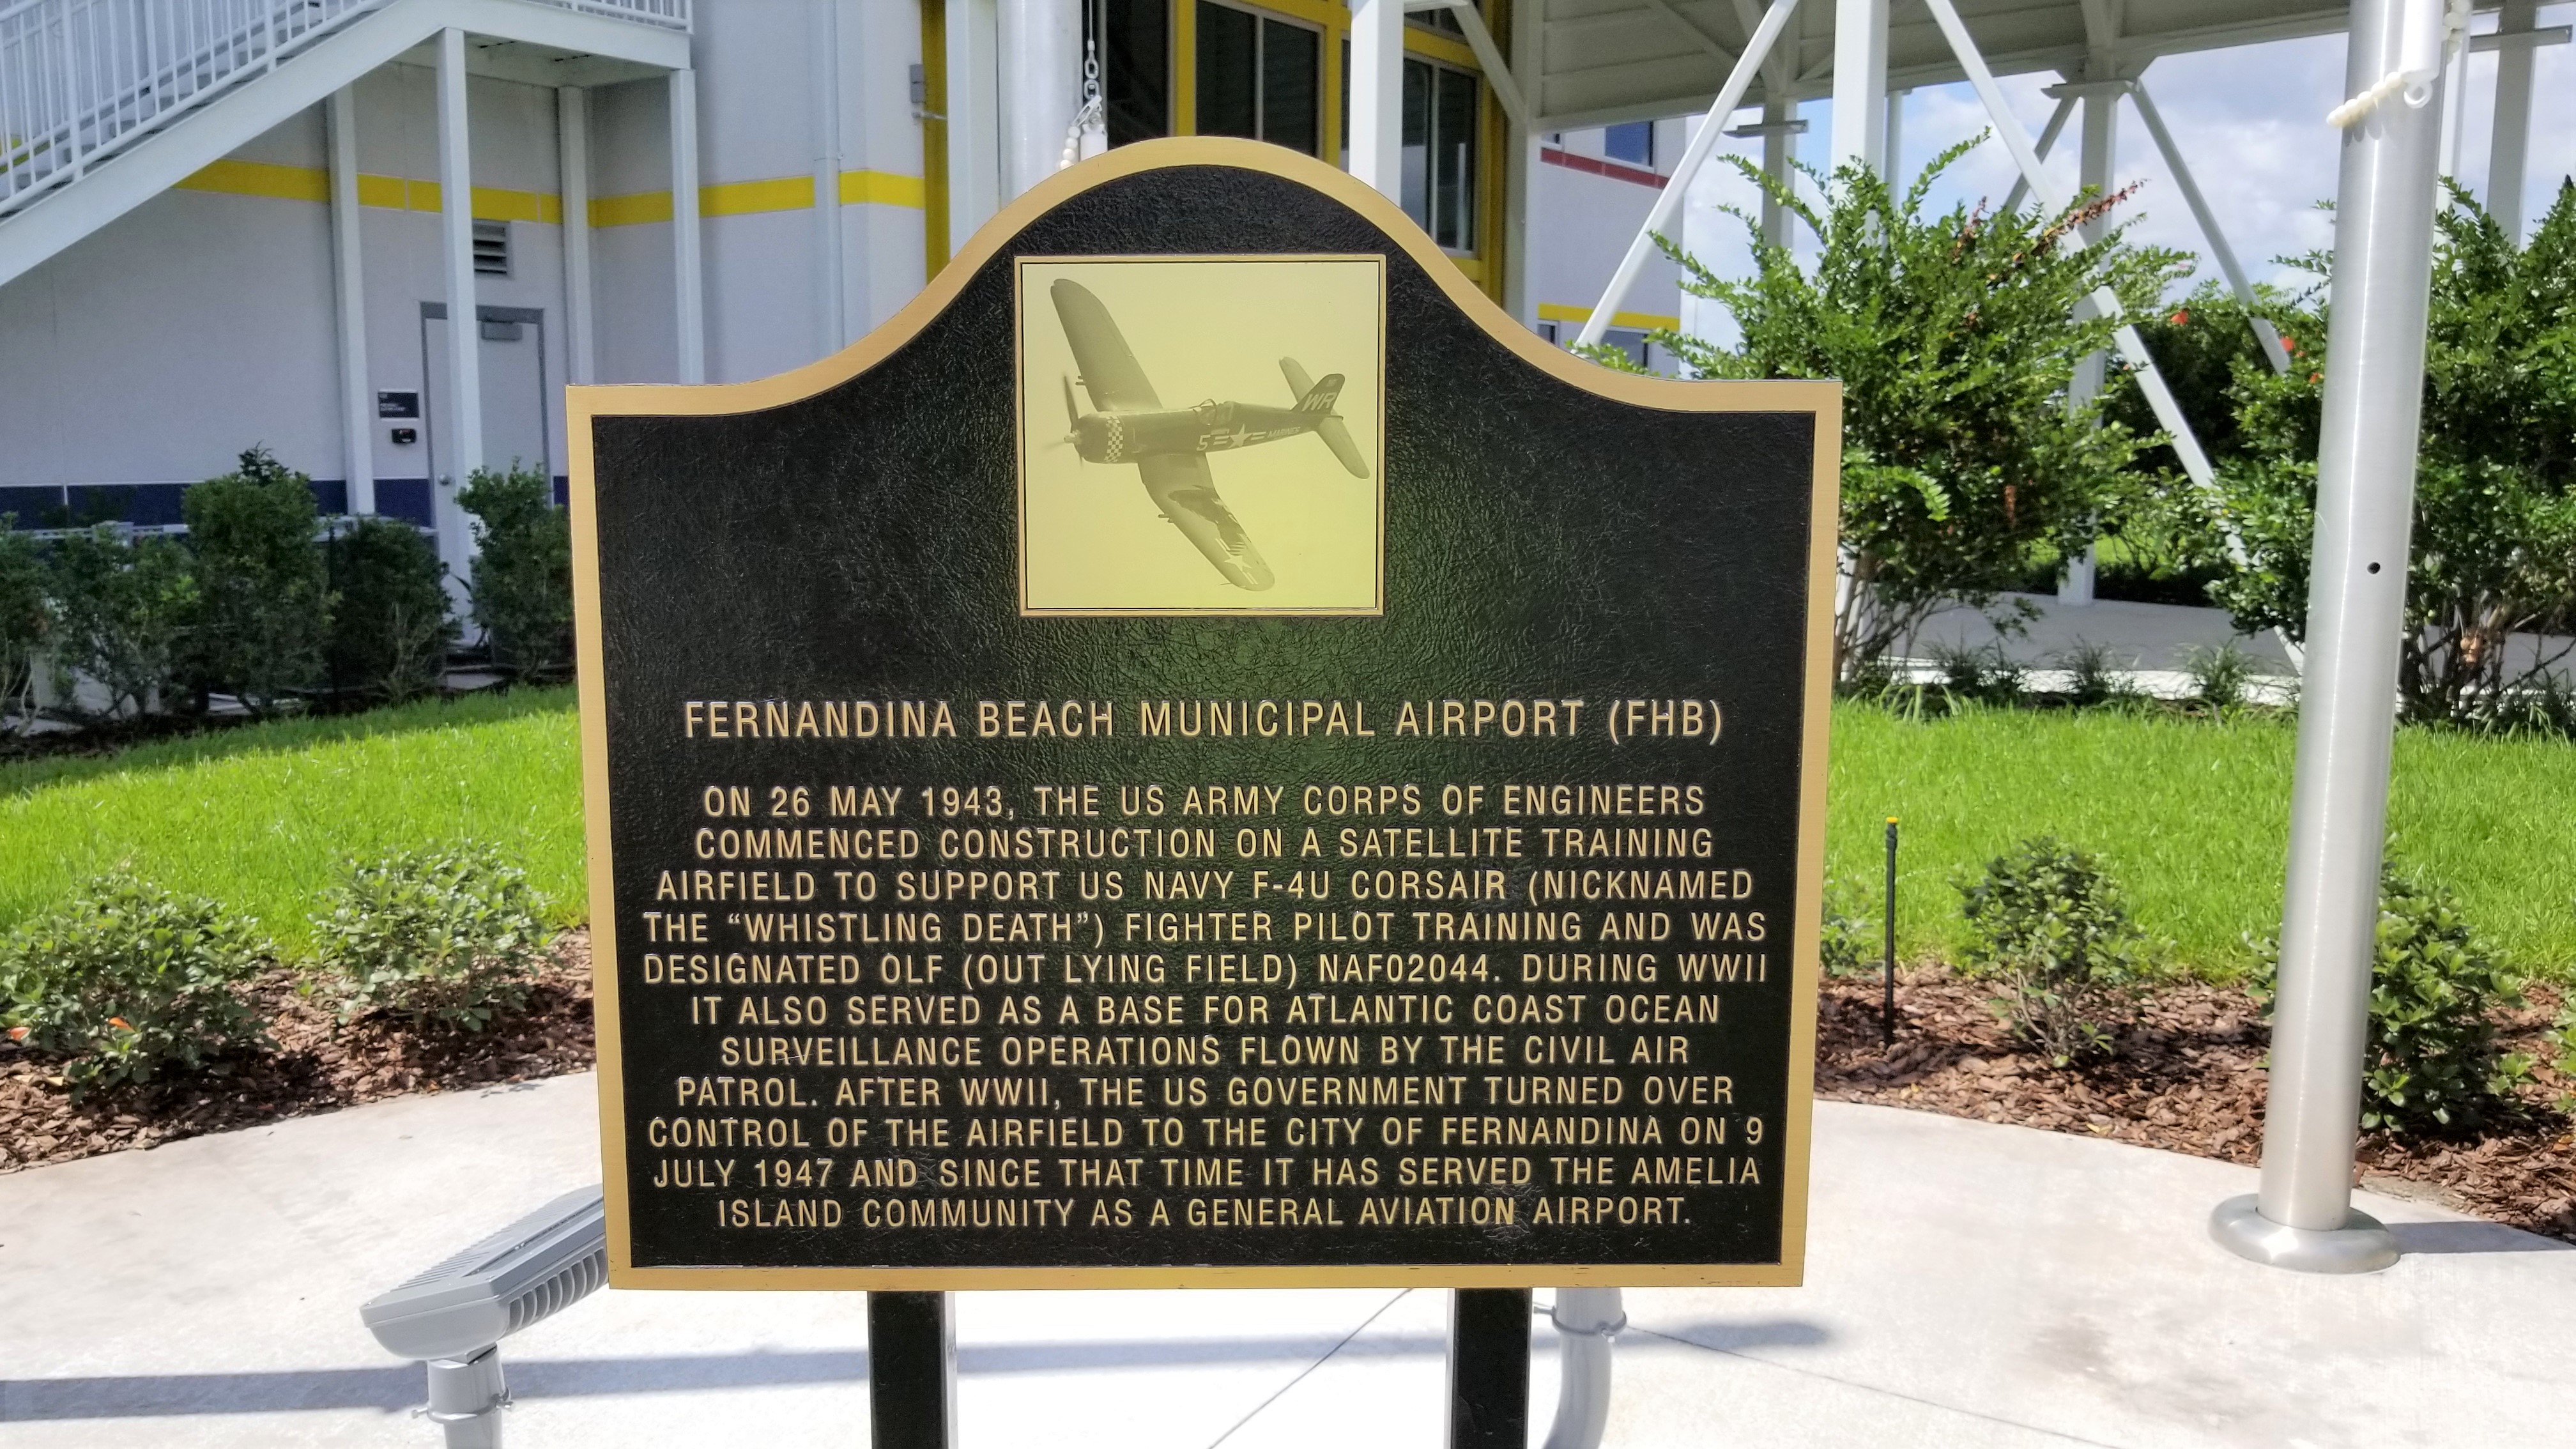 WR
5
MARINES
FERNANDINA BEACH MUNICIPAL AIRPORT (FHB)
ON 26 MAY 1943, THE US ARMY CORPS OF ENGINEERS
COMMENCED CONSTRUCTION ON A SATELLITE TRAINING
AIRFIELD TO SUPPORT US NAVY F-4U CORSAIR (NICKNAMED
THE “WHISTLING DEATH”) FIGHTER PILOT TRAINING AND WAS
DESIGNATED OLF (OUT LYING FIELD) NAF02044. DURING WWII
IT ALSO SERVED AS A BASE FOR ATLANTIC COAST OCEAN
SURVEILLANCE OPERATIONS FLOWN BY THE CIVIL AIR
PATROL. AFTER WWII, THE US GOVERNMENT TURNED OVER
CONTROL OF THE AIRFIELD TO THE CITY OF FERNANDINA ON 9
JULY 1947 AND SINCE THAT TIME IT HAS SERVED THE AMELIA
ISLAND COMMUNITY AS A GENERAL AVIATION AIRPORT.